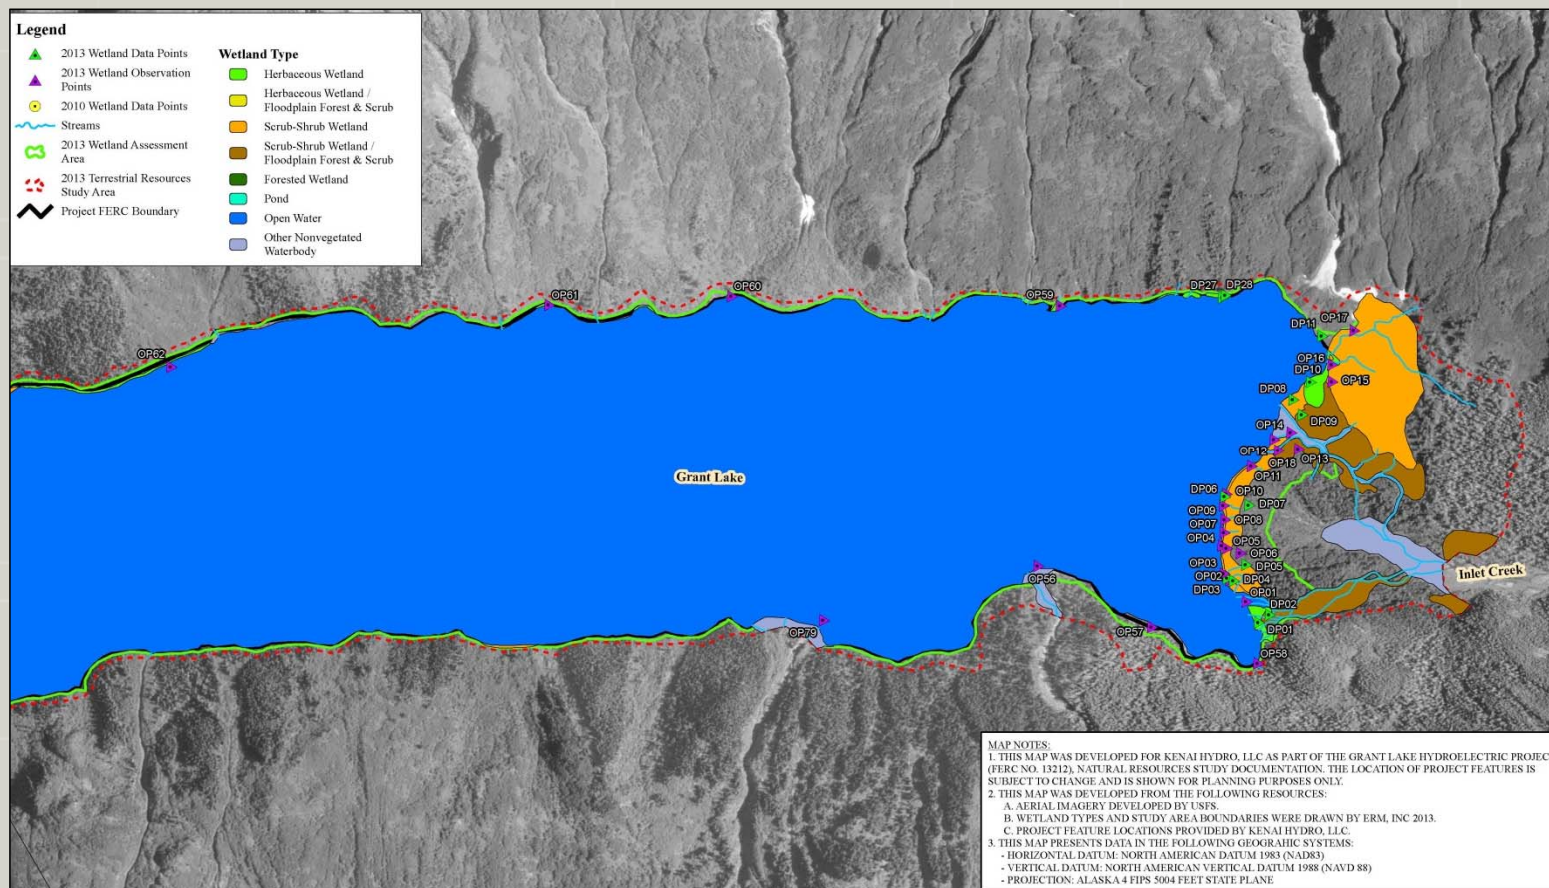 Legend
2013 Wetland Data Points
2013 Wetland Observation
Points
2010 Wetland Data Points
Streams
2013 Wetland Assessment
Area
2013 Terrestrial Resources
Study Area
Project FERC Boundary
Wetland Type
Herbaceous Wetland
Herbaceous Wetland /
Floodplain Forest & Scrub
Scrub-Shrub Wetland
Scrub-Shrub Wetland /
Floodplain Forest & Scrub
Forested Wetland
Pond
Open Water
Other Nonvegetated
Waterbody
OP62
OP61
OP60
OP59
DP27
DP28
OP17
DP11
OP16
DP10
OP15
DP08
DP09
OP14
OP12
OP13
OP18
OP11
DP06
OP10
DP07
OP09
OP08
OP07
OP04
OP05
OP06
OP03
DP05
OP02
DP04
DP03
OP01
DP02
DP01
OP58
OP57
OP56
OP79
Grant Lake
Inlet Creek
MAP NOTES:
1. THIS MAP WAS DEVELOPED FOR KENAI HYDRO, LLC AS PART OF THE GRANT LAKE HYDROELECTRIC PROJEC
(FERC NO. 13212), NATURAL RESOURCES STUDY DOCUMENTATION. THE LOCATION OF PROJECT FEATURES IS
SUBJECT TO CHANGE AND IS SHOWN FOR PLANNING PURPOSES ONLY.
2. THIS MAP WAS DEVELOPED FROM THE FOLLOWING RESOURCES:
A. AERIAL IMAGERY DEVELOPED BY USFS.
B. WETLAND TYPES AND STUDY AREA BOUNDARIES WERE DRAWN BY ERM, INC 2013.
C. PROJECT FEATURE LOCATIONS PROVIDED BY KENAI HYDRO, LLC.
3. THIS MAP PRESENTS DATA IN THE FOLLOWING GEOGRAHIC SYSTEMS:
- HORIZONTAL DATUM: NORTH AMERICAN DATUM 1983 (NAD83)
- VERTICAL DATUM: NORTH AMERICAN VERTICAL DATUM 1988 (NAVD 88)
- PROJECTION: ALASKA 4 FIPS 5004 FEET STATE PLANE